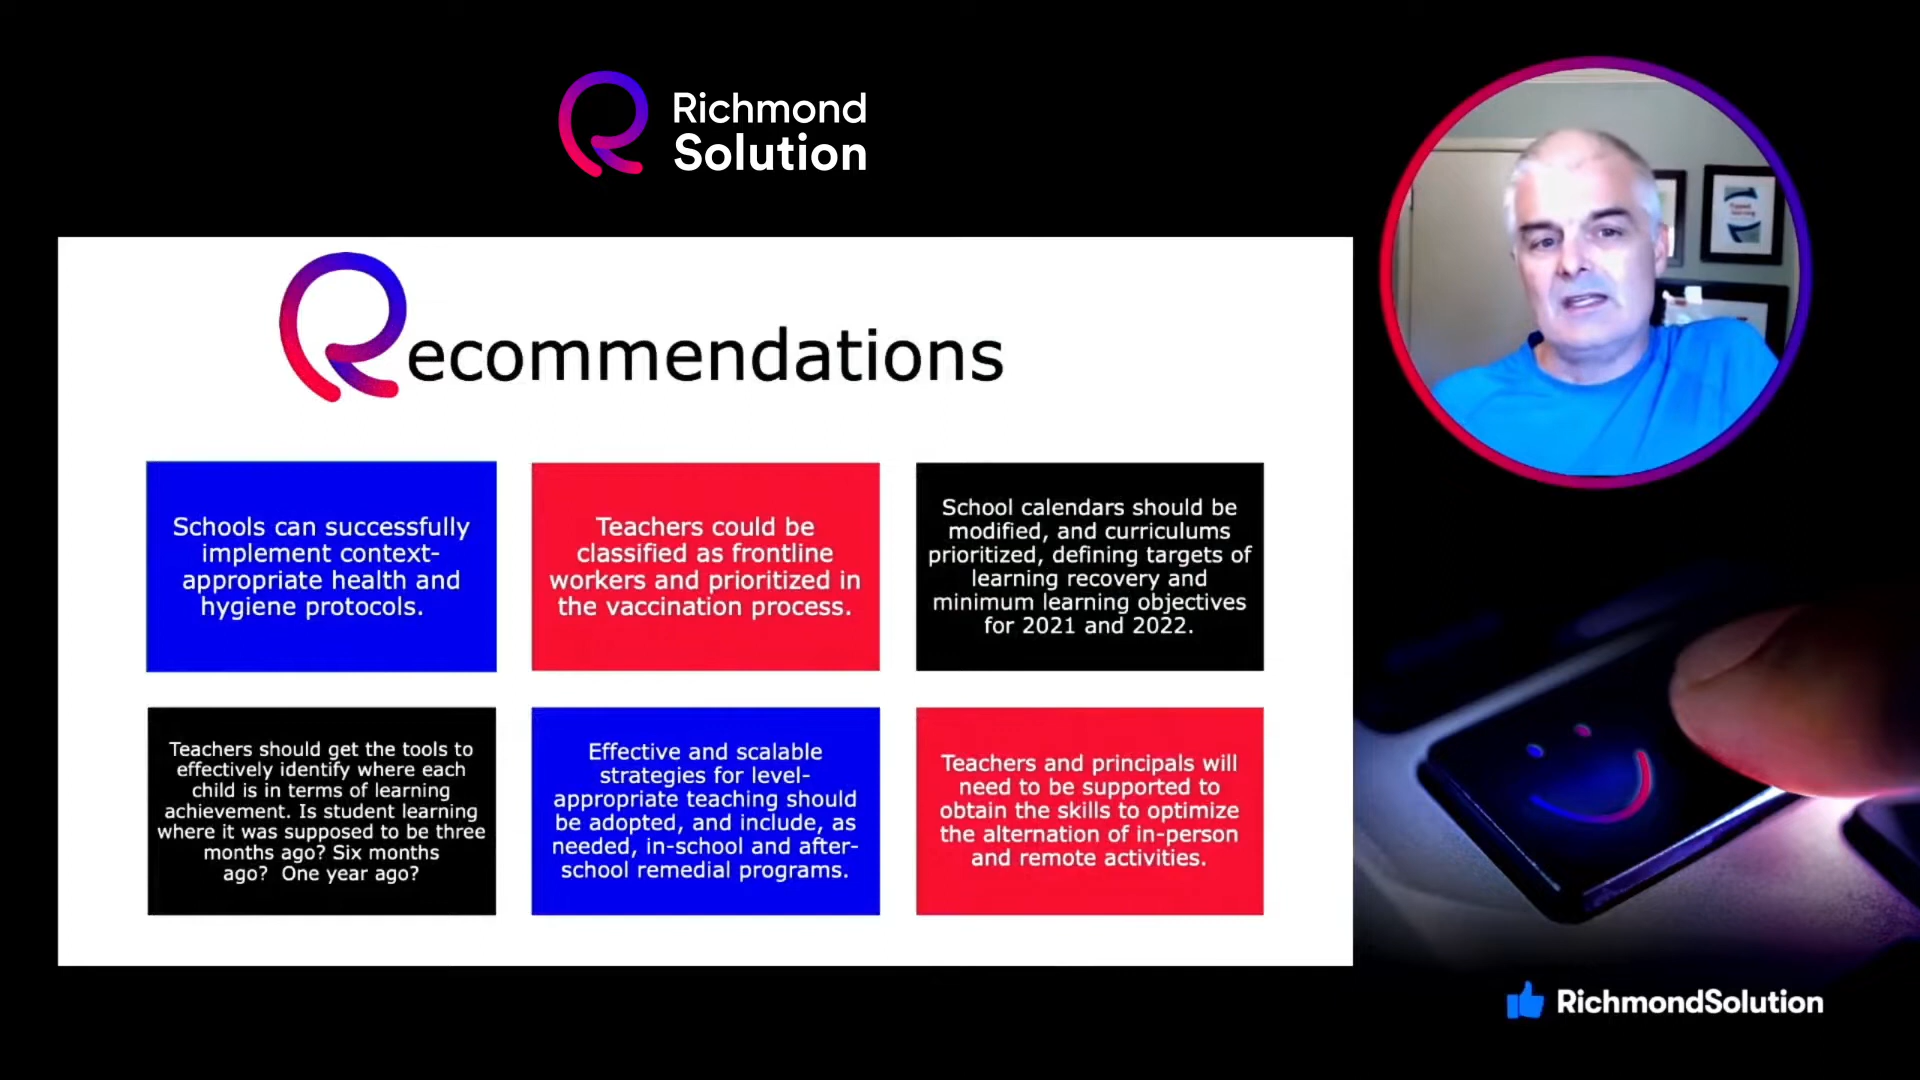 Richmond
Solution
Recommendations
Schools can successfully
implement context-
appropriate health and
hygiene protocols.
Teachers could be
classified as frontline
workers and prioritized in
the vaccination process.
School calendars should be
modified, and curriculums
prioritized, defining targets of
learning recovery and
minimum learning objectives
for 2021 and 2022.
Teachers should get the tools to
effectively identify where each
child is in terms of learning
achievement. Is student learning
where it was supposed to be three
months ago? Six months
ago? One year ago?
Effective and scalable
strategies for level-
appropriate teaching should
be adopted, and include, as
needed, in-school and after-
school remedial programs.
Teachers and principals will
need to be supported to
obtain the skills to optimize
the alternation of in-person
and remote activities.
RichmondSolution